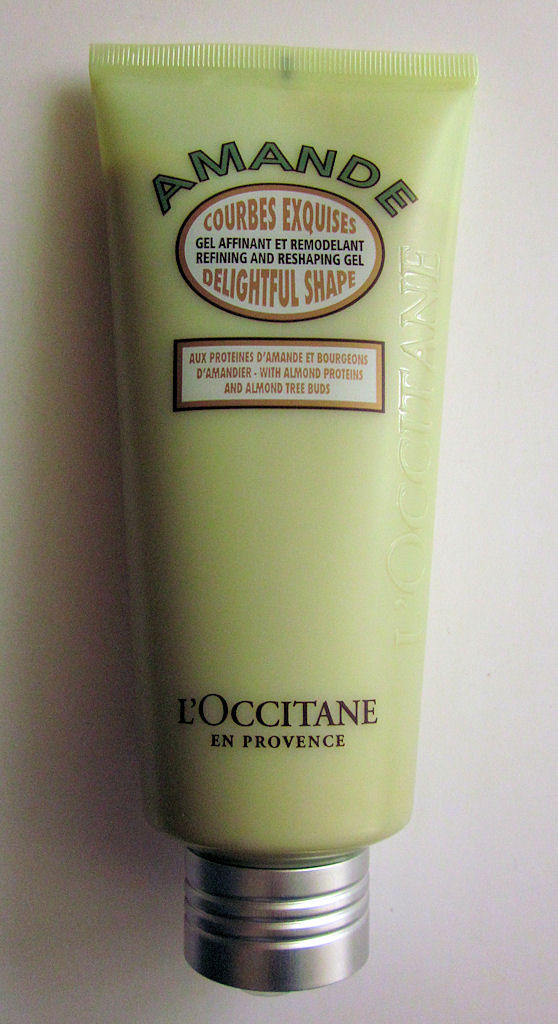 AMANDE
COURBES EXQUISES
GEL AFFINANT ET REMODELANT
REFINING AND RESHAPING GEL
DELIGHTFUL SHAPE
AUX PROTEINES D'AMANDE ET BOURGEONS
D'AMANDIER - WITH ALMOND PROTEINS
AND ALMOND TREE BUDS
L'OCCITANE
L'OCCITANE
EN PROVENCE